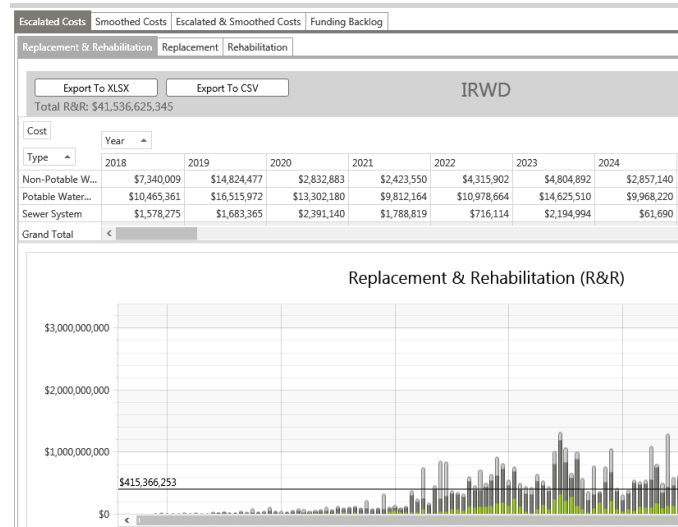 Escalated Costs Smoothed Costs Escalated & Smoothed Costs Funding Backlog
Replacement & Rehabilitation Replacement Rehabilitation
Export To XLSX Export To CSV IRWD
Total R&R: $41,536,625,345
Cost
Year
Type
2018 2019 2020 2021 2022 2023 2024
Non-Potable W... $7,340,009 $14,824,477 $2,832,883 $2,423,550 $4,315,902 $4,804,892 $2,857,140
Potable Water... $10,465,361 $16,515,972 $13,302,180 $9,812,164 $10,978,664 $14,625,510 $9,968,220
Sewer System $1,578,275 $1,683,365 $2,391,140 $1,788,819 $716,114 $2,194,994 $61,690
Grand Total
Replacement & Rehabilitation (R&R)
$3,000,000,000
$2,000,000,000
$1,000,000,000
$415,366,253
$0